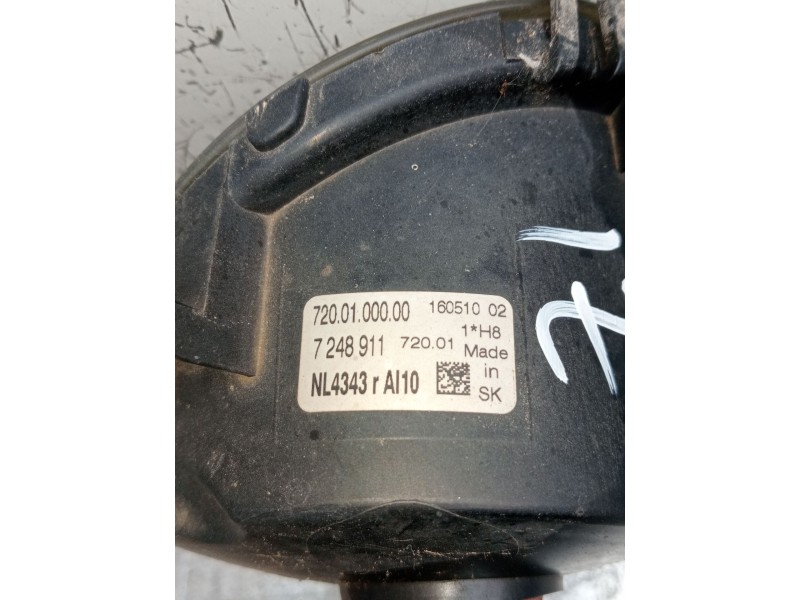 720.01.000.00 160510 02
1*H8
7 248 911 720.01 Made
in
NL4343 r AI10 SK